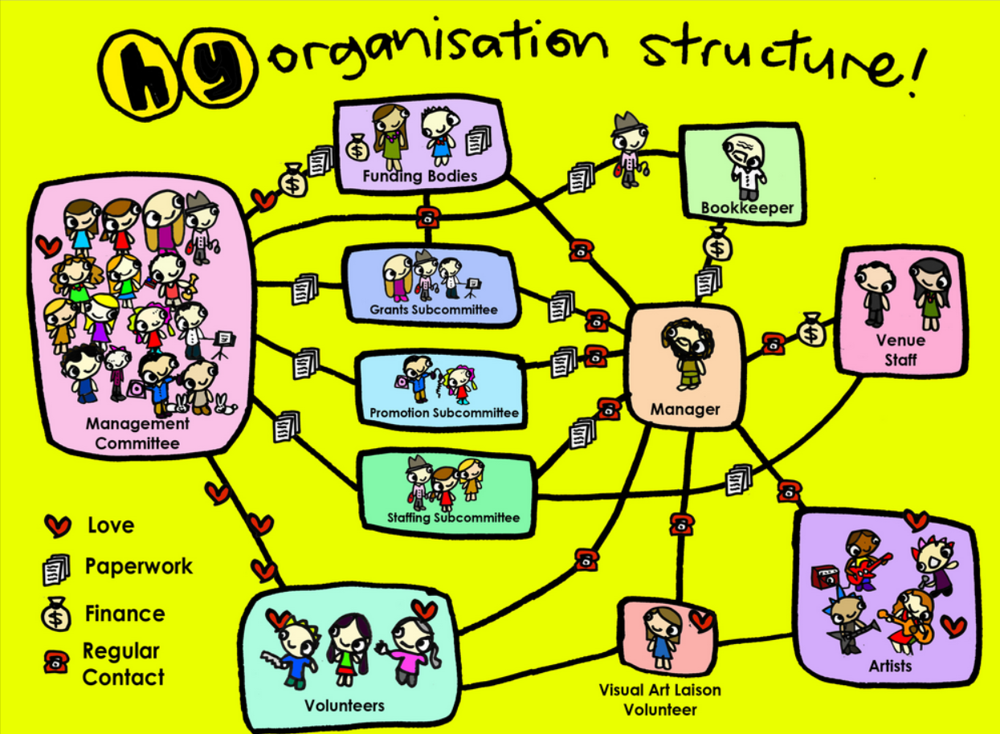 hy organisation structure!
Funding Bodies
Bookkeeper
Grants Subcommittee
Venue
Staff
Promotion Subcommittee
Manager
Management
Committee
Staffing Subcommittee
Love
Paperwork
Finance
Regular
Contact
Volunteers
Visual Art Laison
Volunteer
Artists